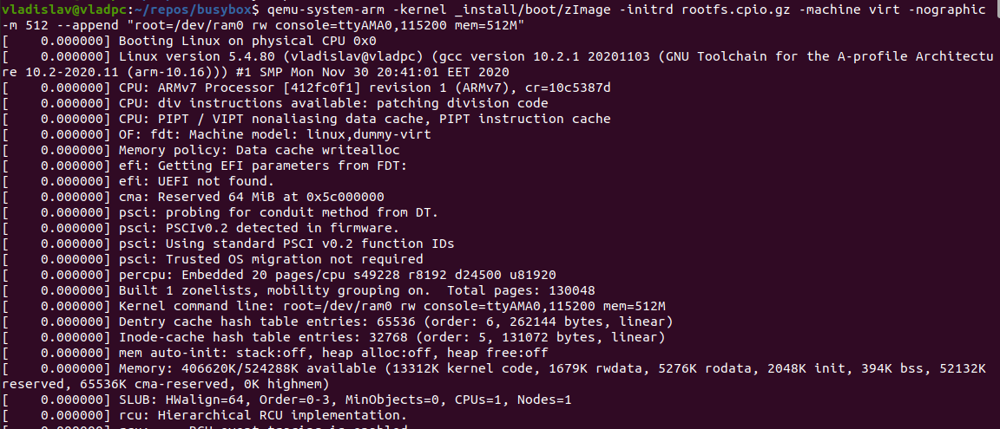 vladislav@vladpc:~/repos/busybox$ qemu-system-arm -kernel _install/boot/zImage -initrd rootfs.cpio.gz -machine virt -nographic
-m 512 --append "root=/dev/ram0 rw console=ttyAMA0,115200 mem=512M"
[    0.000000] Booting Linux on physical CPU 0x0
[    0.000000] Linux version 5.4.80 (vladislav@vladpc) (gcc version 10.2.1 20201103 (GNU Toolchain for the A-profile Architectu
re 10.2-2020.11 (arm-10.16))) #1 SMP Mon Nov 30 20:41:01 EET 2020
[    0.000000] CPU: ARMv7 Processor [412fc0f1] revision 1 (ARMv7), cr=10c5387d
[    0.000000] CPU: div instructions available: patching division code
[    0.000000] CPU: PIPT / VIPT nonaliasing data cache, PIPT instruction cache
[    0.000000] OF: fdt: Machine model: linux,dummy-virt
[    0.000000] Memory policy: Data cache writealloc
[    0.000000] efi: Getting EFI parameters from FDT:
[    0.000000] efi: UEFI not found.
[    0.000000] cma: Reserved 64 MiB at 0x5c000000
[    0.000000] psci: probing for conduit method from DT.
[    0.000000] psci: PSCIv0.2 detected in firmware.
[    0.000000] psci: Using standard PSCI v0.2 function IDs
[    0.000000] psci: Trusted OS migration not required
[    0.000000] percpu: Embedded 20 pages/cpu s49228 r8192 d24500 u81920
[    0.000000] Built 1 zonelists, mobility grouping on.  Total pages: 130048
[    0.000000] Kernel command line: root=/dev/ram0 rw console=ttyAMA0,115200 mem=512M
[    0.000000] Dentry cache hash table entries: 65536 (order: 6, 262144 bytes, linear)
[    0.000000] Inode-cache hash table entries: 32768 (order: 5, 131072 bytes, linear)
[    0.000000] mem auto-init: stack:off, heap alloc:off, heap free:off
[    0.000000] Memory: 406620K/524288K available (13312K kernel code, 1679K rwdata, 5276K rodata, 2048K init, 394K bss, 52132K
reserved, 65536K cma-reserved, 0K highmem)
[    0.000000] SLUB: HWalign=64, Order=0-3, MinObjects=0, CPUs=1, Nodes=1
[    0.000000] rcu: Hierarchical RCU implementation.